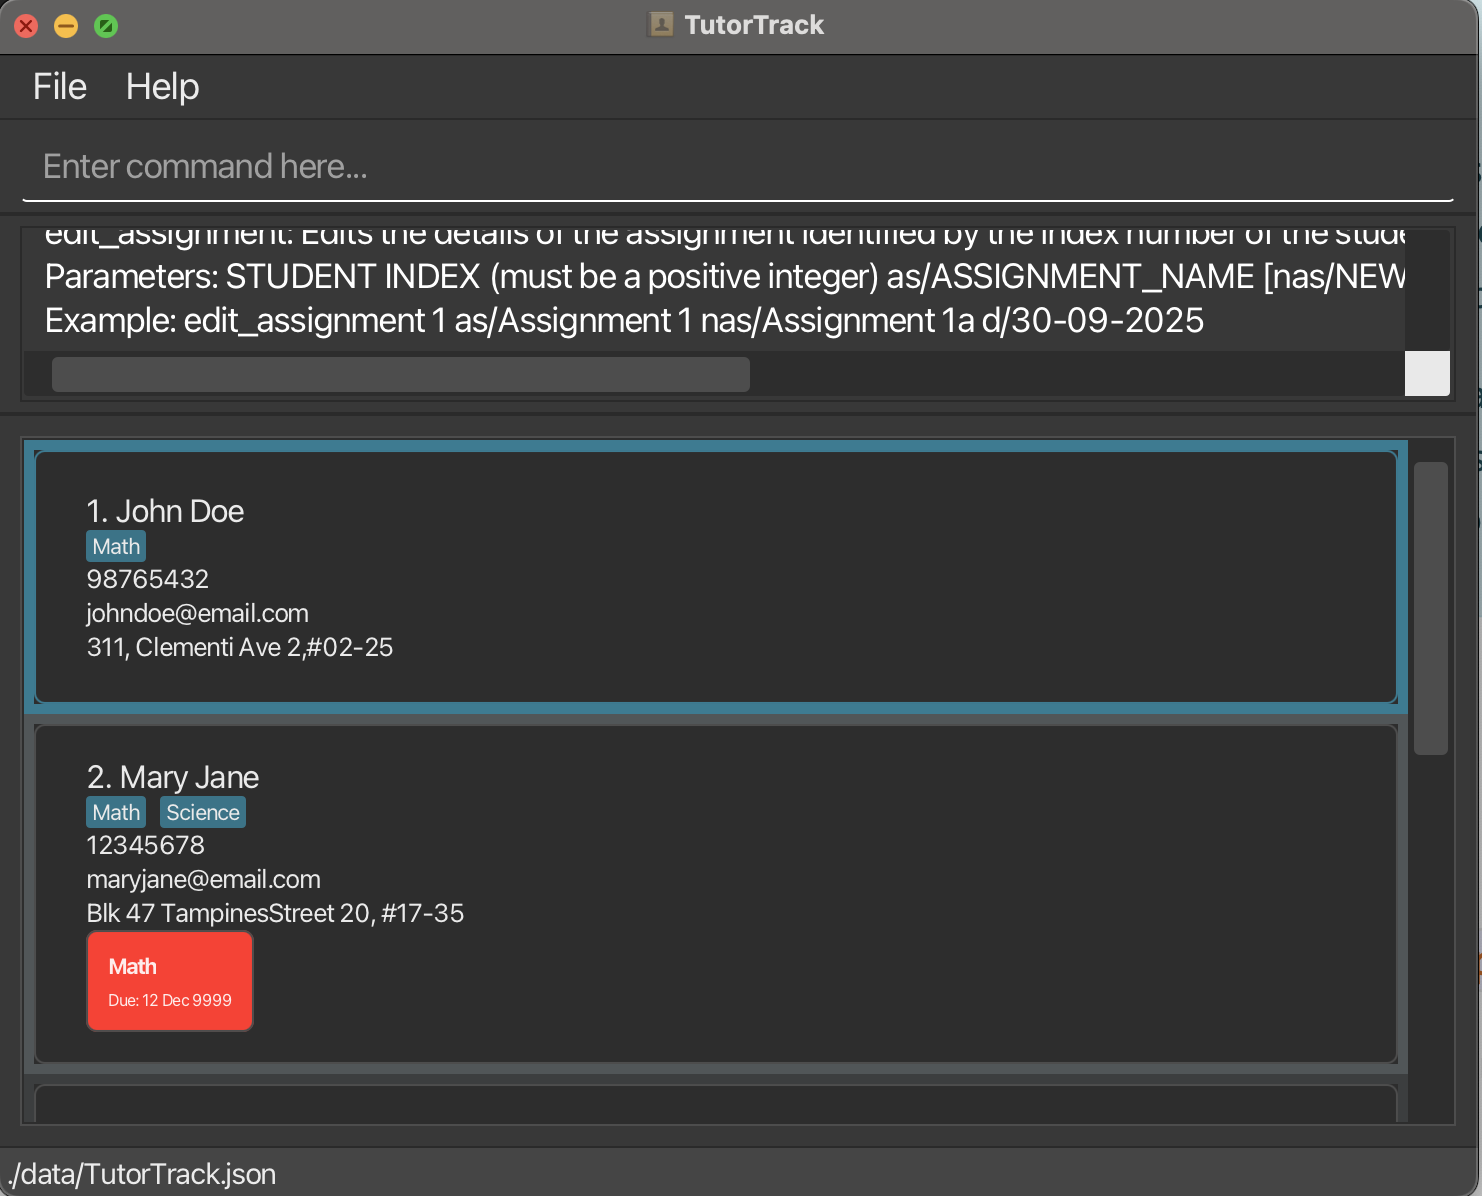 TutorTrack
File Help
Enter command here...
edit_assignment: Edits the details of the assignment identified by the index number of the stude
Parameters: STUDENT INDEX (must be a positive integer) as/ASSIGNMENT_NAME [nas/NEW
Example: edit_assignment 1 as/Assignment 1 nas/Assignment 1a d/30-09-2025
1. John Doe
Math
98765432
johndoe@email.com
311, Clementi Ave 2,#02-25
2. Mary Jane
Math Science
12345678
maryjane@email.com
Blk 47 TampinesStreet 20, #17-35
Math
Due: 12 Dec 9999
./data/TutorTrack.json